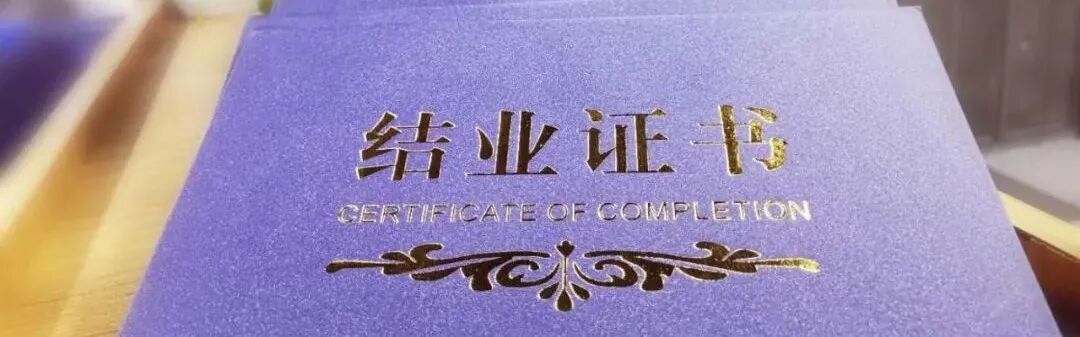 结业证书
CERTIFICATE OF COMPLETION